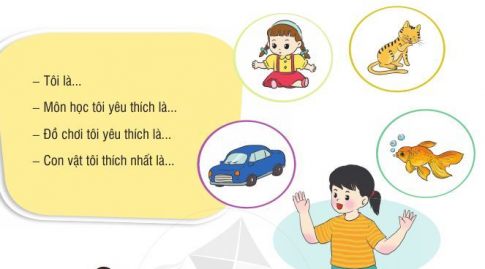 – Tôi là...
– Môn học tôi yêu thích là...
– Đồ chơi tôi yêu thích là...
– Con vật tôi thích nhất là...